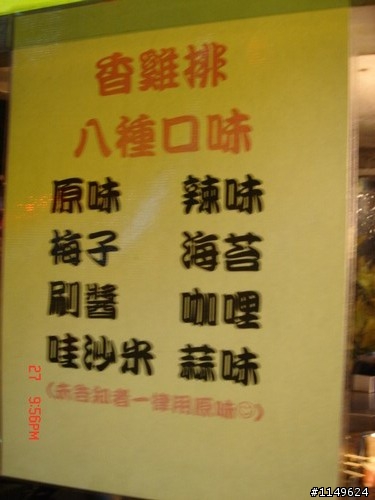 香雞排
八種口味
原味 辣味
梅子 海苔
刷醬 咖哩
哇沙米 蒜味
(未告知者一律用原味☺)
27 9:56PM
#1149624